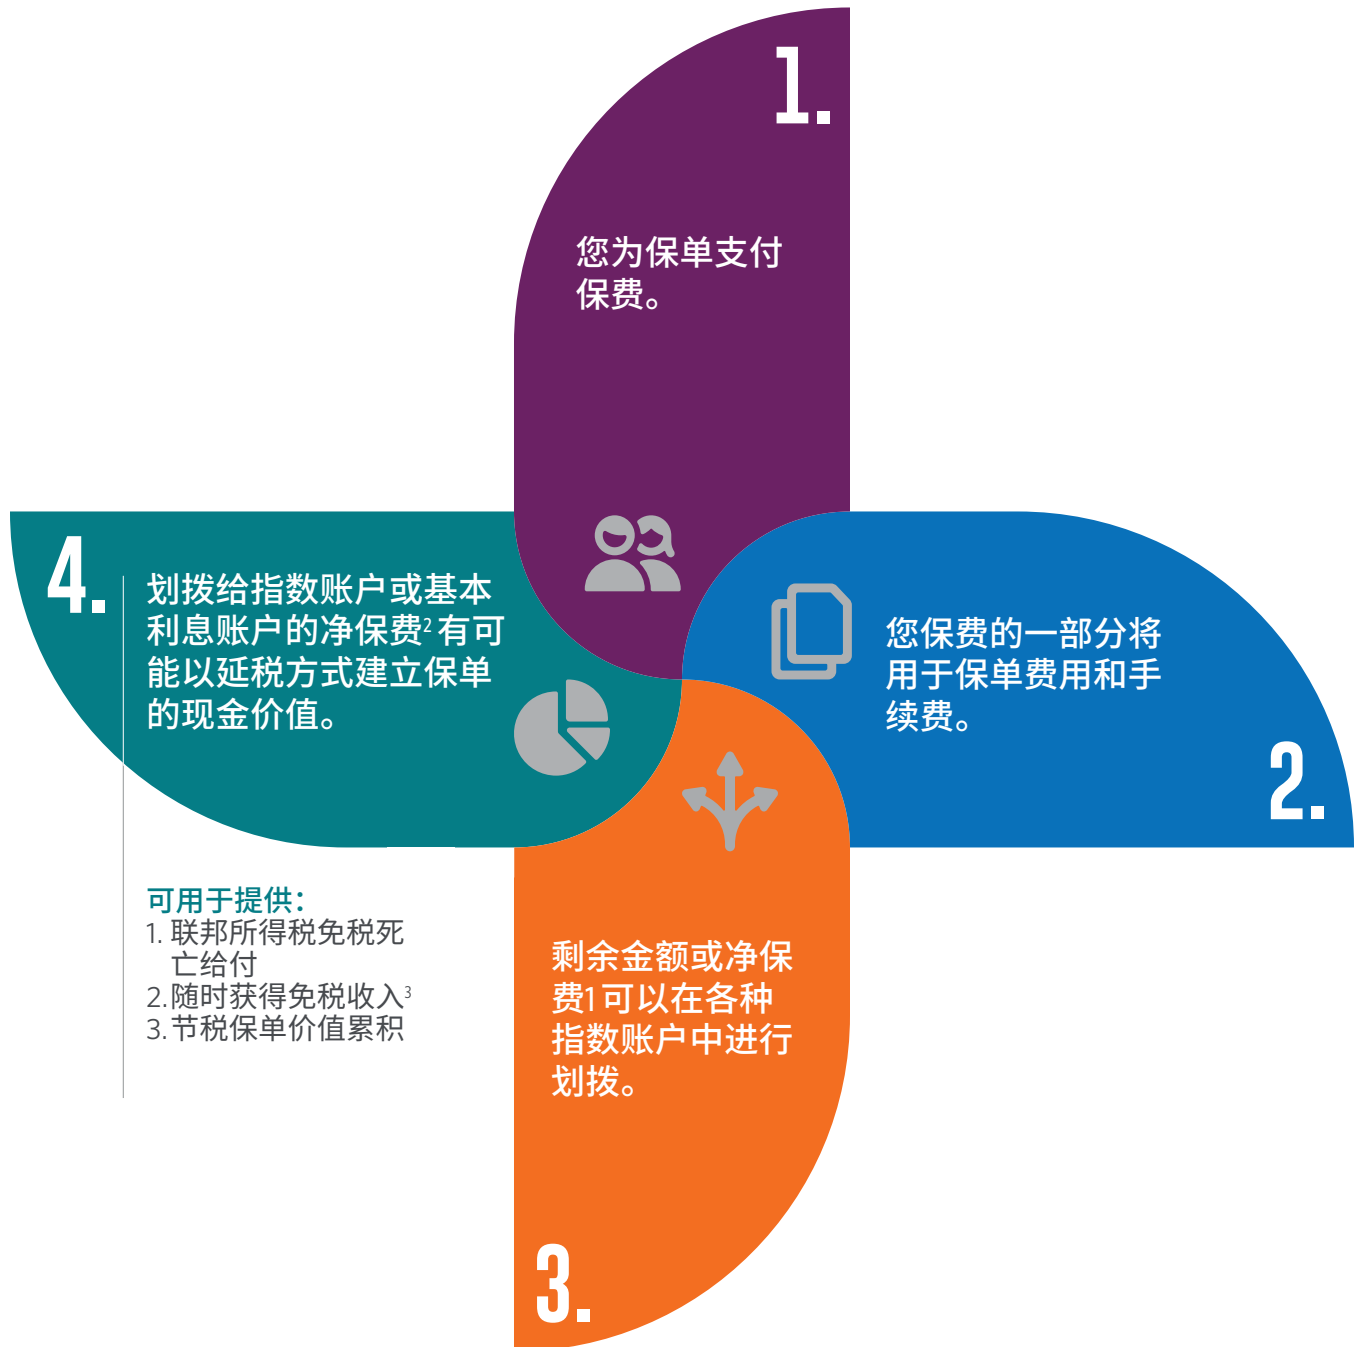 1.
您为保单支付
保费。
2.
您保费的一部分将
用于保单费用和手
续费。
3.
剩余金额或净保
费1可以在各种
指数账户中进行
划拨。
4.
划拨给指数账户或基本
利息账户的净保费² 有可
能以延税方式建立保单
的现金价值。
可用于提供：
1. 联邦所得税免税死
亡给付
2.随时获得免税收入³
3.节税保单价值累积